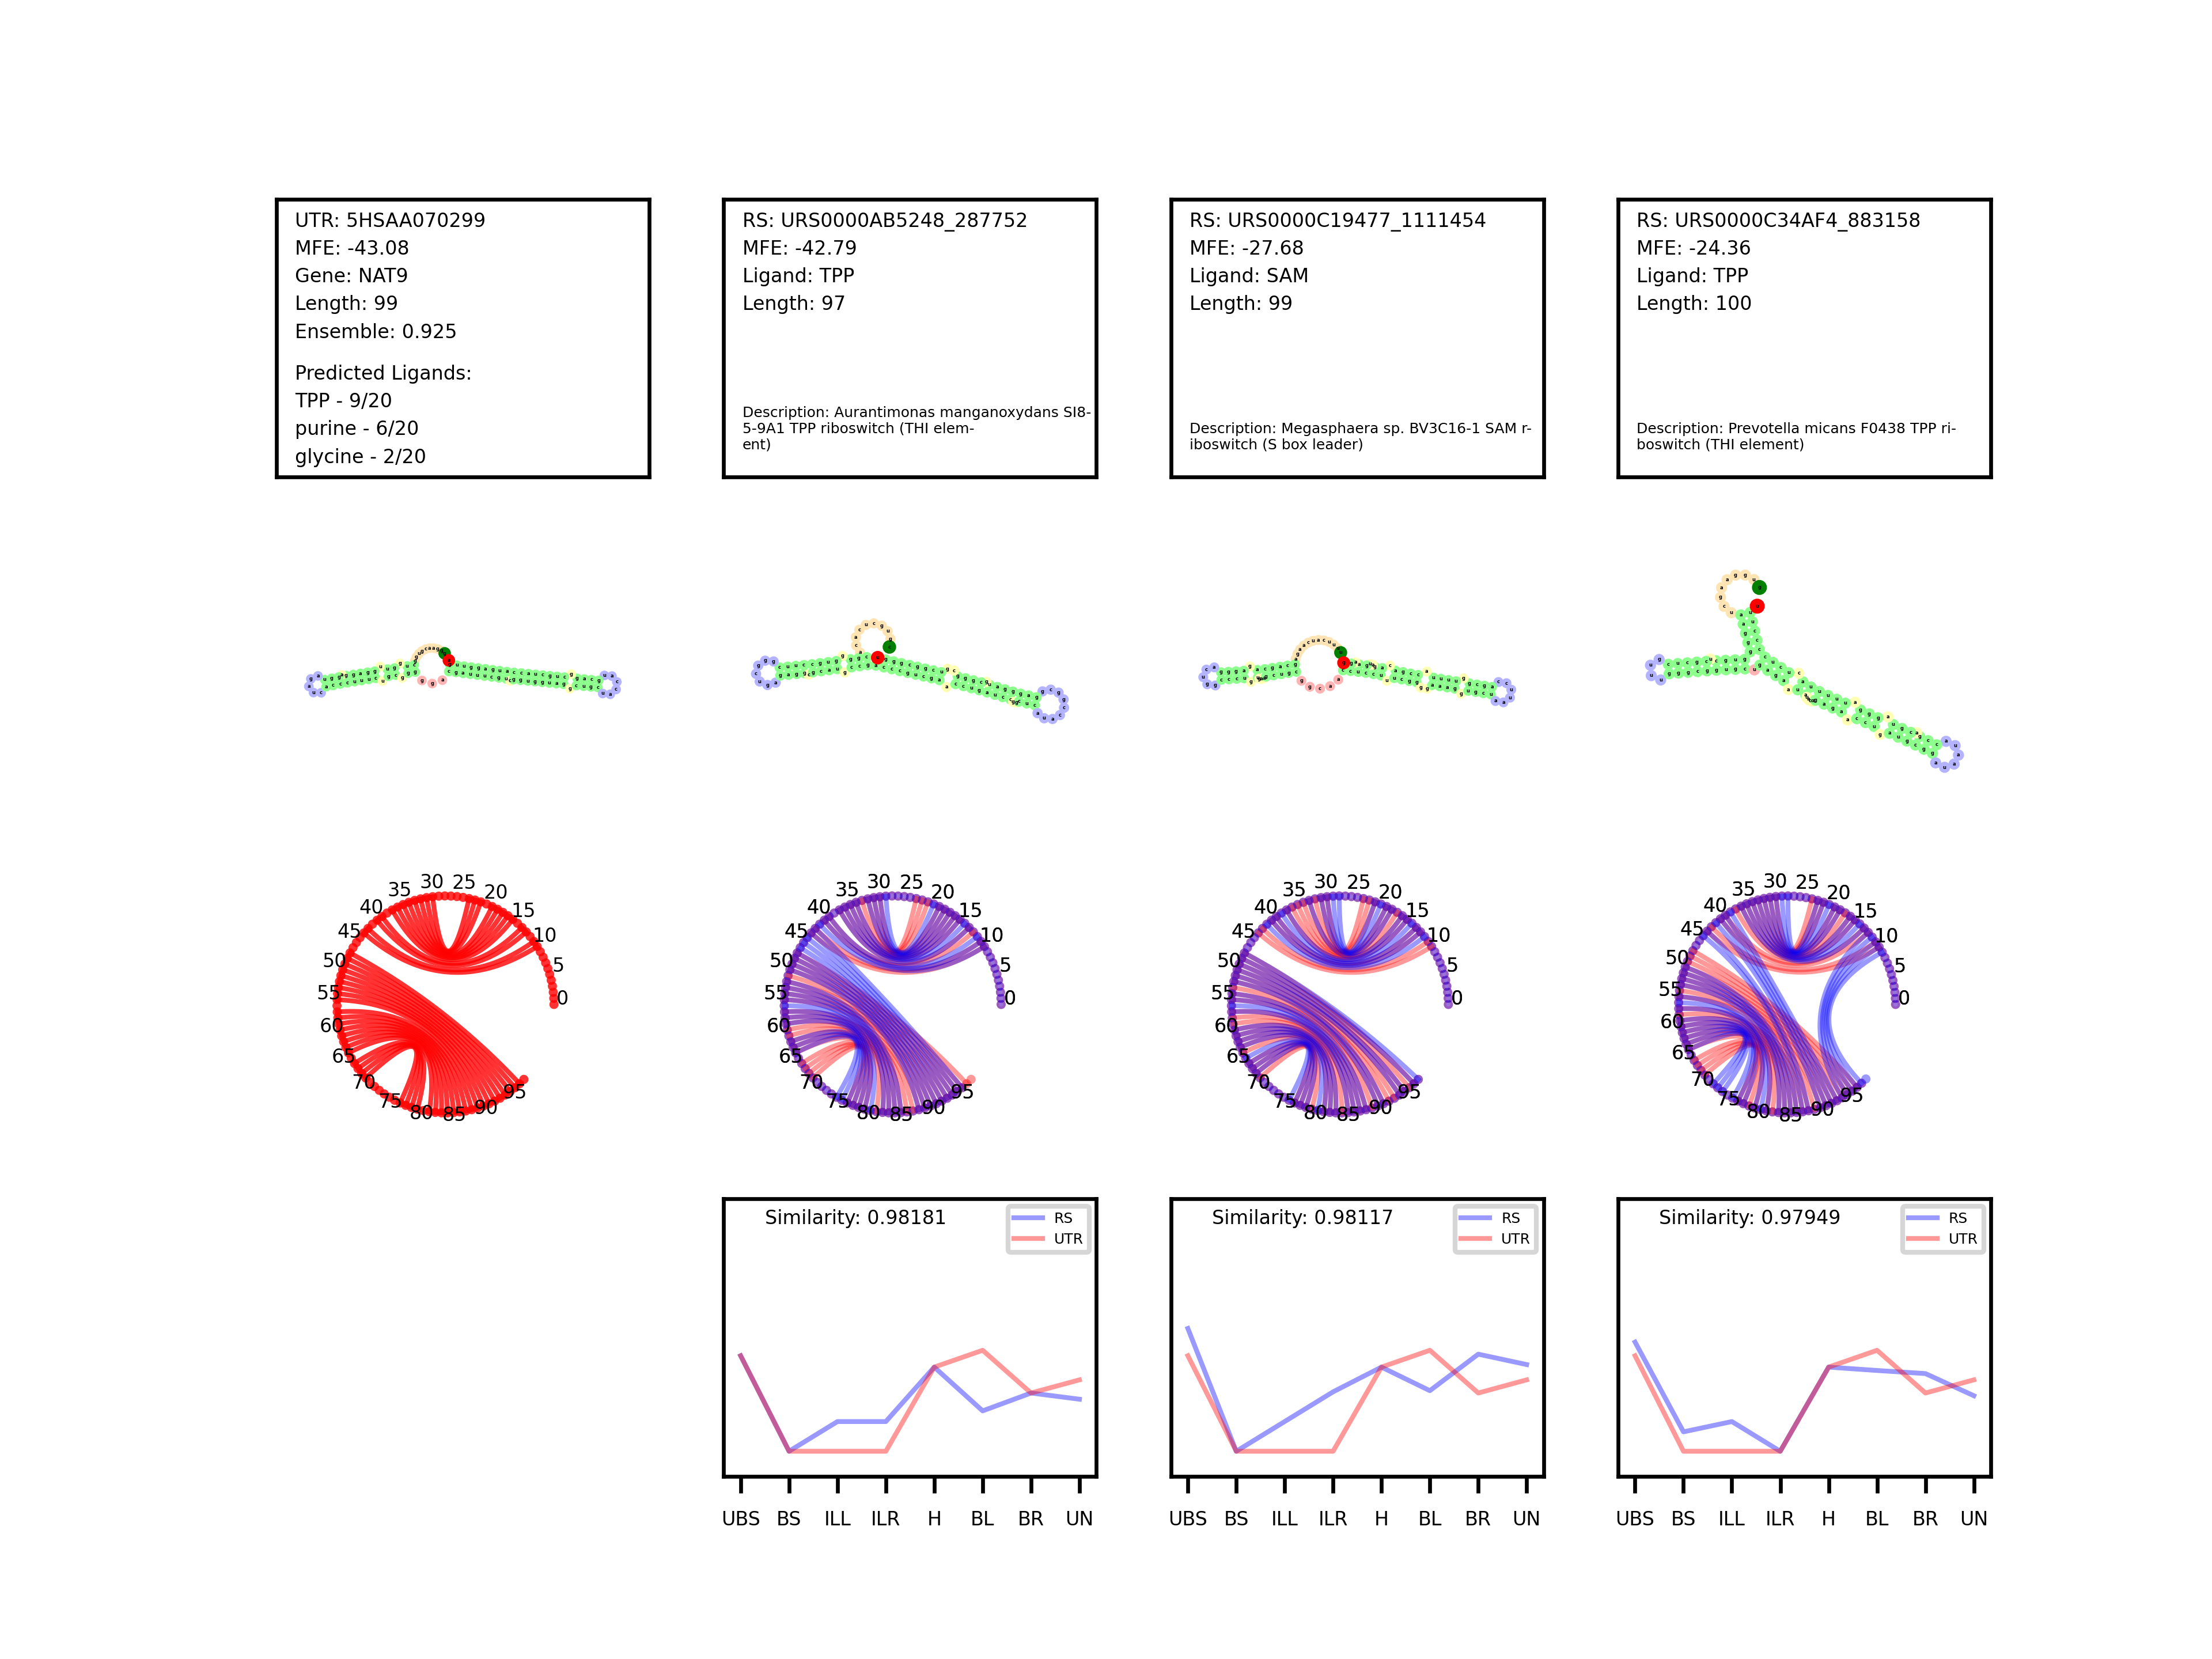 UTR: 5HSAA070299
MFE: -43.08
Gene: NAT9
Length: 99
Ensemble: 0.925
Predicted Ligands:
TPP - 9/20
purine - 6/20
glycine - 2/20
RS: URS0000AB5248_287752
MFE: -42.79
Ligand: TPP
Length: 97
Description: Aurantimonas manganoxydans SI8-
5-9A1 TPP riboswitch (THI elem-
ent)
RS: URS0000C19477_1111454
MFE: -27.68
Ligand: SAM
Length: 99
Description: Megasphaera sp. BV3C16-1 SAM r-
iboswitch (S box leader)
RS: URS0000C34AF4_883158
MFE: -24.36
Ligand: TPP
Length: 100
Description: Prevotella micans F0438 TPP ri-
boswitch (THI element)
0
5
10
15
20
25
30
35
40
45
50
55
60
65
70
75
80
85
90
95
0
5
10
15
20
25
30
35
40
45
50
55
60
65
70
75
80
85
90
95
0
5
10
15
20
25
30
35
40
45
50
55
60
65
70
75
80
85
90
95
0
5
10
15
20
25
30
35
40
45
50
55
60
65
70
75
80
85
90
95
Similarity: 0.98181
RS
UTR
UBS BS ILL ILR H BL BR UN
Similarity: 0.98117
RS
UTR
UBS BS ILL ILR H BL BR UN
Similarity: 0.97949
RS
UTR
UBS BS ILL ILR H BL BR UN